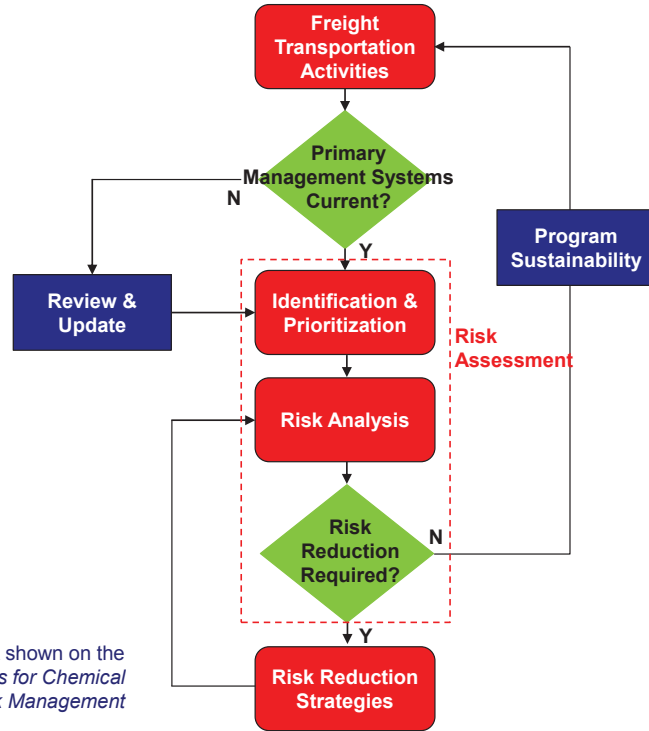 Freight
Transportation
Activities
Primary
Management Systems
Current?
N
Y
Program
Sustainability
Review &
Update
Identification &
Prioritization
Risk
Assessment
Risk Analysis
Risk
Reduction
Required?
N
Y
shown on the
s for Chemical
k Management
Risk Reduction
Strategies